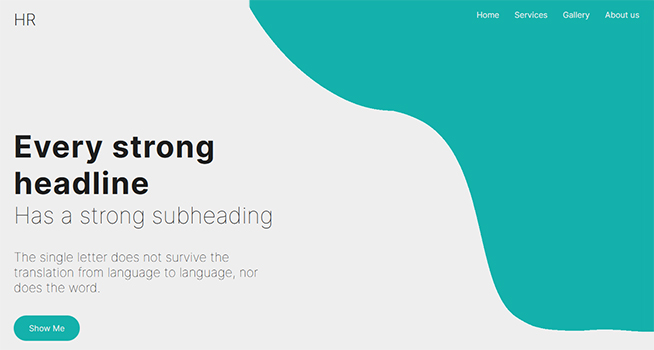 HR
Home Services Gallery About us
Every strong
headline
Has a strong subheading
The single letter does not survive the
translation from language to language, nor
does the word.
Show Me